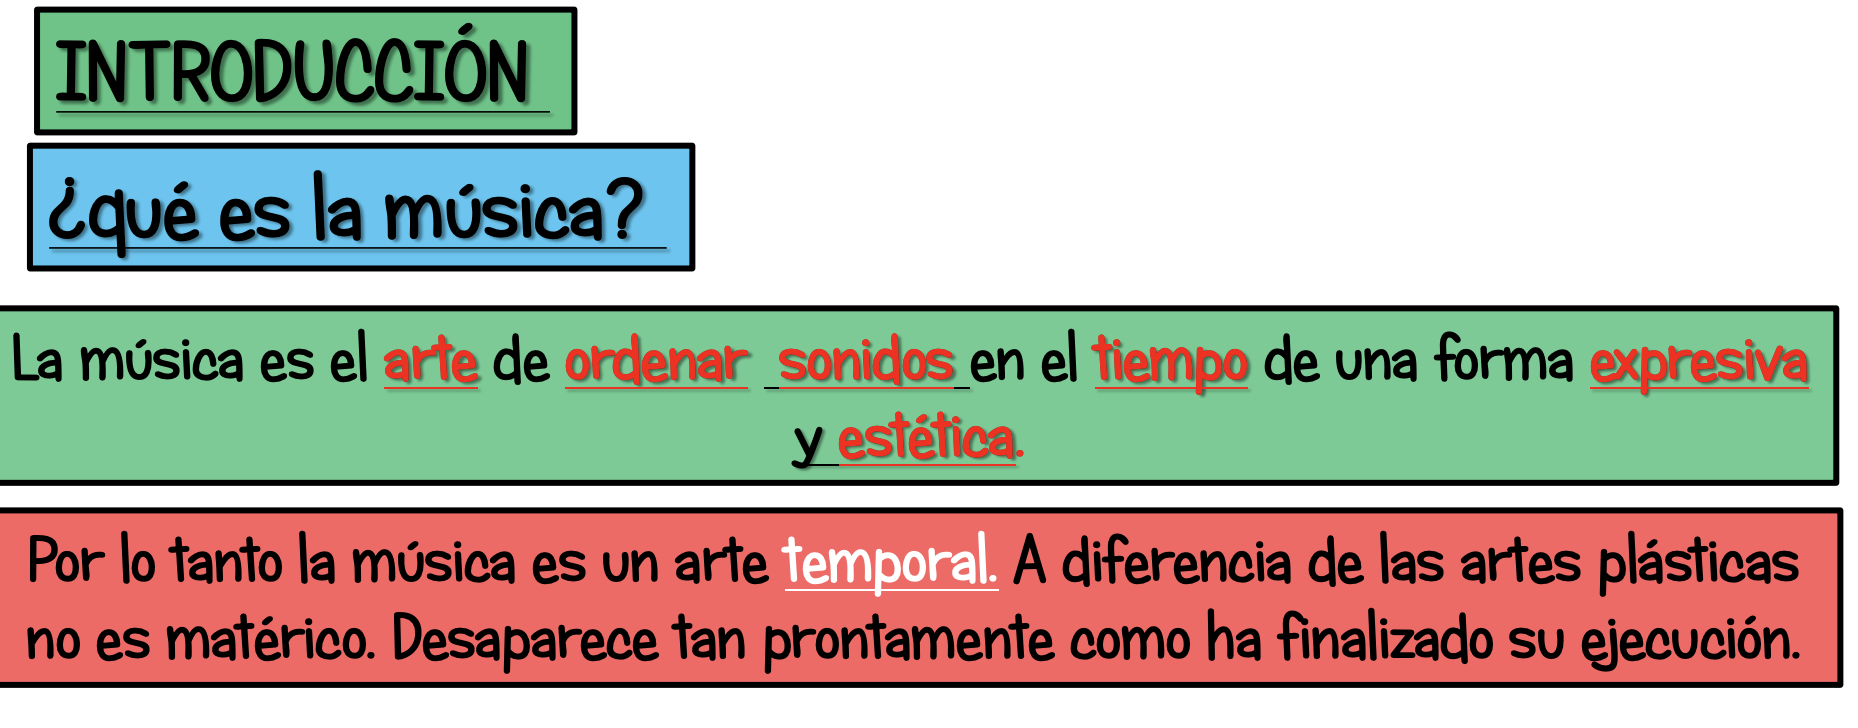 INTRODUCCIÓN
¿qué es la música?
La música es el arte de ordenar sonidos en el tiempo de una forma expresiva
y estética.
Por lo tanto la música es un arte temporal. A diferencia de las artes plásticas
no es matérico. Desaparece tan prontamente como ha finalizado su ejecución.